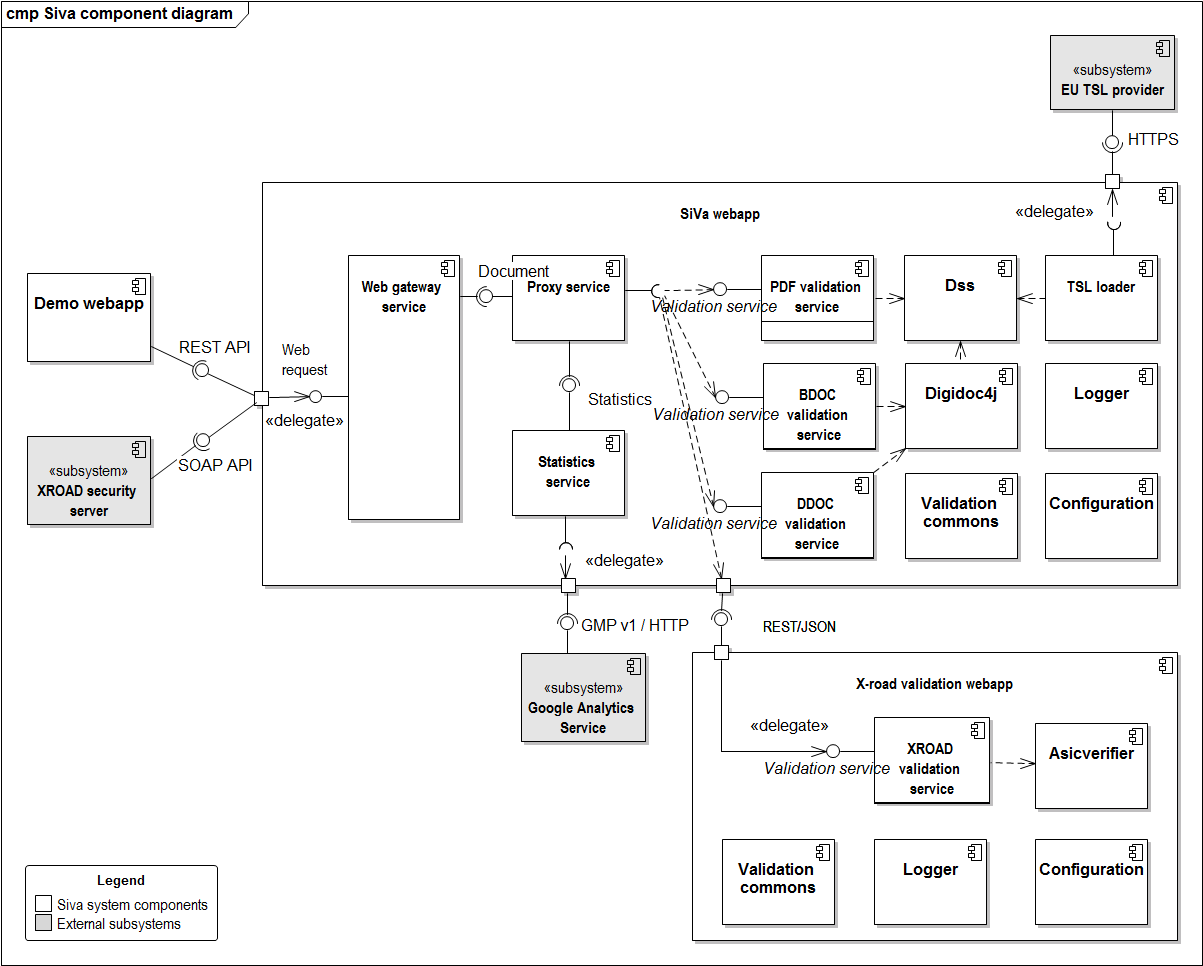 cmp Siva component diagram
«subsystem»
EU TSL provider
HTTPS
SiVa webapp
«delegate»
Demo webapp
REST API
Web
request
«delegate»
SOAP API
«subsystem»
XROAD security
server
Web gateway
service
Document
Proxy service
Validation service
PDF validation
service
Dss
TSL loader
Statistics
Validation service
BDOC
validation
service
Digidoc4j
Logger
Statistics
service
Validation service
DDOC
validation
service
Validation
commons
Configuration
«delegate»
GMP v1 / HTTP
REST/JSON
«subsystem»
Google Analytics
Service
X-road validation webapp
«delegate»
Validation service
XROAD
validation
service
Asicverifier
Validation
commons
Logger
Configuration
Legend
Siva system components
External subsystems